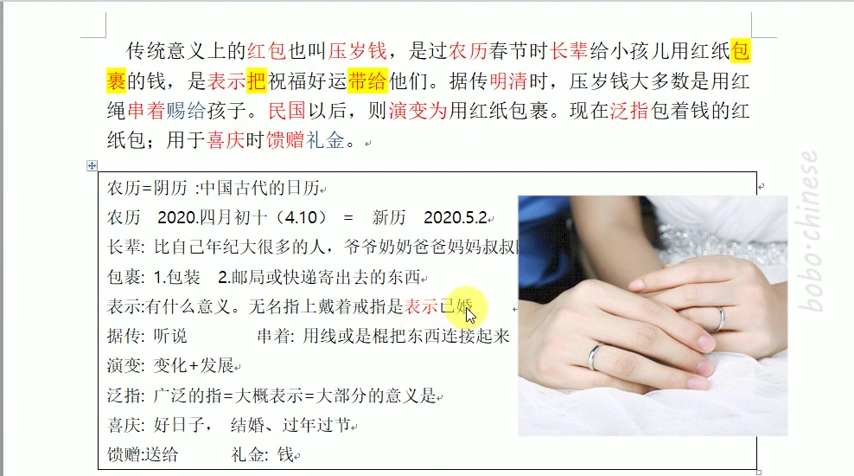 传统意义上的红包也叫压岁钱，是过农历春节时长辈给小孩儿用红纸包
裹的钱，是表示把祝福好运带给他们。据传明清时，压岁钱大多数是用红
绳串着赐给孩子。民国以后，则演变为用红纸包裹。现在泛指包着钱的红
纸包；用于喜庆时馈赠礼金。
农历=阴历 :中国古代的日历
农历 2020.四月初十（4.10） = 新历 2020.5.2
长辈: 比自己年纪大很多的人，爷爷奶奶爸爸妈妈叔叔
包裹: 1.包装 2.邮局或快递寄出去的东西
表示:有什么意义。无名指上戴着戒指是表示已婚
据传: 听说 串着: 用线或是棍把东西连接起来
演变: 变化+发展
泛指: 广泛的指=大概表示=大部分的意义是
喜庆: 好日子， 结婚、过年过节
馈赠:送给 礼金: 钱
bobo·chinese